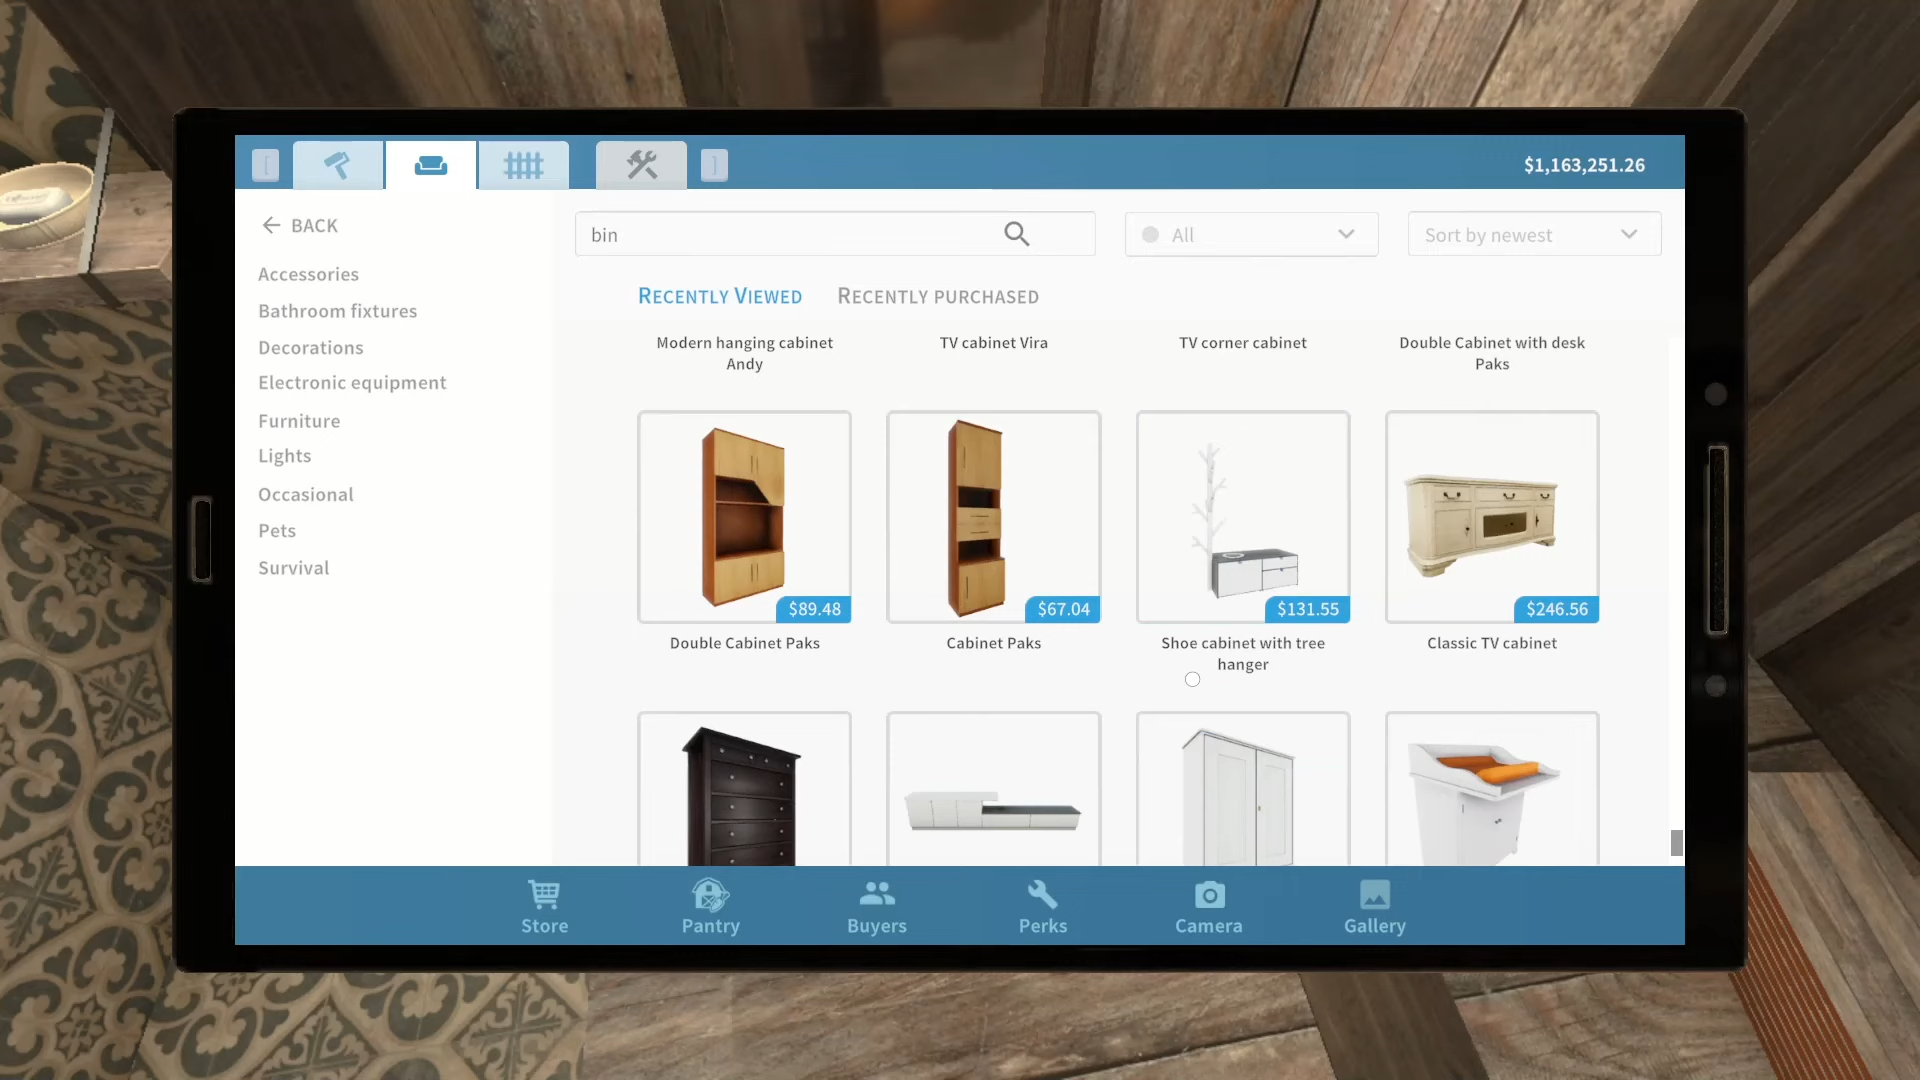 $1,163,251.26
BACK
bin
All
Sort by newest
Accessories
Bathroom fixtures
Decorations
Electronic equipment
Furniture
Lights
Occasional
Pets
Survival
RECENTLY VIEWED
RECENTLY PURCHASED
Modern hanging cabinet
Andy
TV cabinet Vira
TV corner cabinet
Double Cabinet with desk
Paks
$89.48
$67.04
$131.55
$246.56
Double Cabinet Paks
Cabinet Paks
Shoe cabinet with tree
hanger
Classic TV cabinet
Store
Pantry
Buyers
Perks
Camera
Gallery